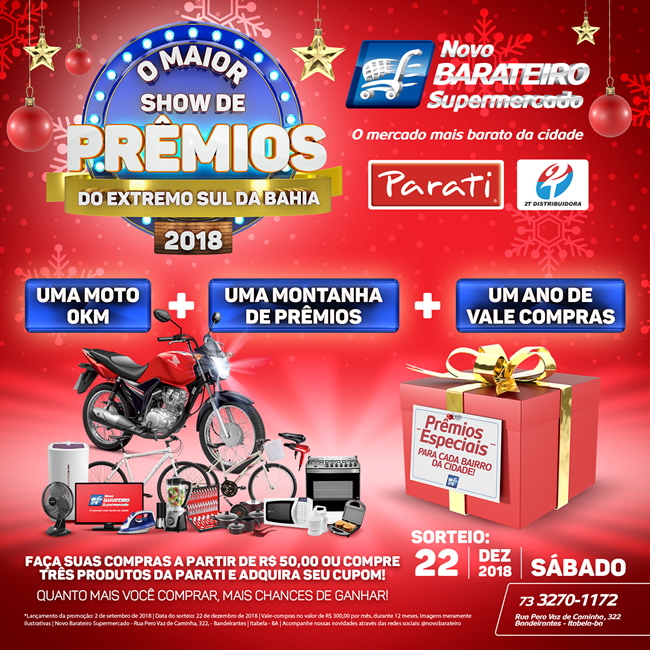 O MAIOR
SHOW DE
PRÊMIOS
DO EXTREMO SUL DA BAHIA
2018
Novo
BARATEIRO
Supermercado
O mercado mais barato da cidade
Parati
2T DISTRIBUIDORA
UMA MOTO
0KM
+
UMA MONTANHA
DE PRÊMIOS
+
UM ANO DE
VALE COMPRAS
Prêmios
Especiais
PARA CADA BAIRRO
DA CIDADE!
Novo
BARATEIRO
Supermercado
SORTEIO:
22 DEZ 2018 SÁBADO
FAÇA SUAS COMPRAS A PARTIR DE R$ 50,00 OU COMPRE
TRÊS PRODUTOS DA PARATI E ADQUIRA SEU CUPOM!
QUANTO MAIS VOCÊ COMPRAR, MAIS CHANCES DE GANHAR!
73 3270-1172
Rua Pero Vaz de Caminha, 322
Bandeirantes - Itabela-ba
*Lançamento da promoção: 2 de setembro de 2018 | Data do sorteio: 22 de dezembro de 2018 | Vale-compras no valor de R$ 300,00 por mês, durante 12 meses. Imagens meramente
ilustrativas | Novo Barateiro Supermercado - Rua Pero Vaz de Caminha, 322, - Bandeirantes | Itabela - BA | Acompanhe nossas novidades através das redes sociais: @novobarateiro